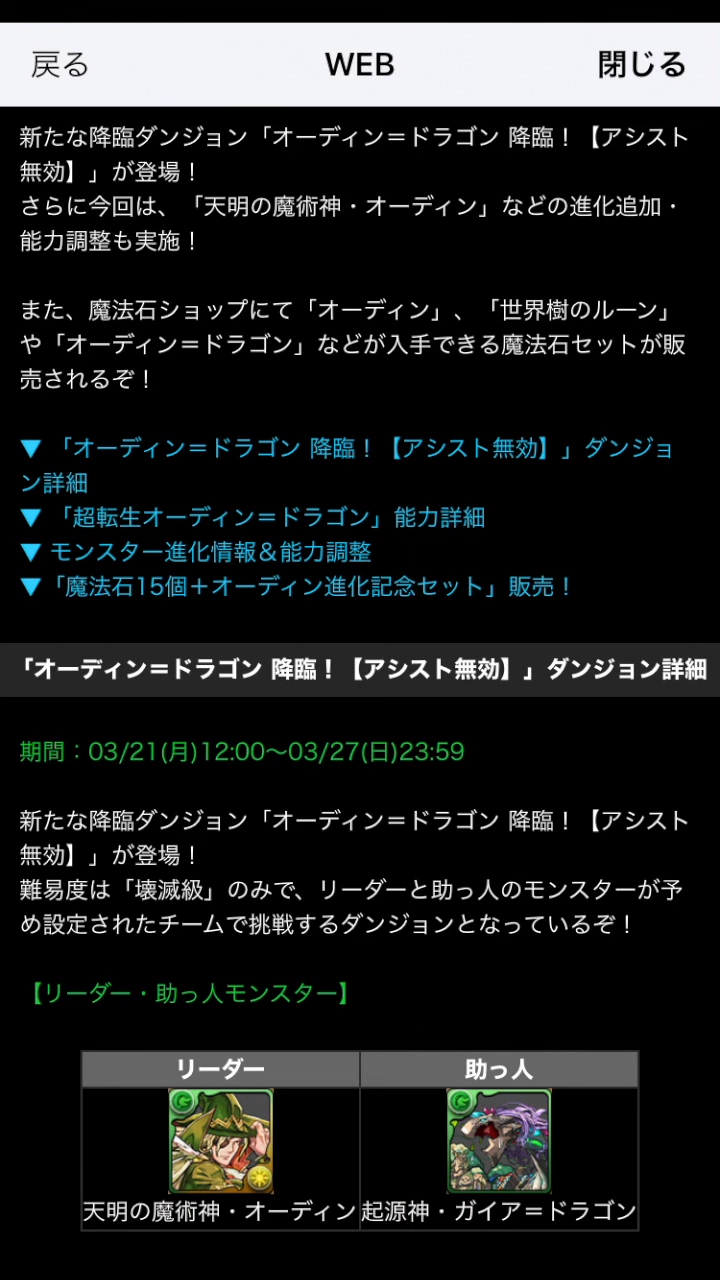 戻る WEB 閉じる
新たな降臨ダンジョン「オーディン＝ドラゴン 降臨！【アシスト
無効】」が登場！
さらに今回は、「天明の魔術神・オーディン」などの進化追加・
能力調整も実施！
また、魔法石ショップにて「オーディン」、「世界樹のルーン」
や「オーディン＝ドラゴン」などが入手できる魔法石セットが販
売されるぞ！
▼ 「オーディン＝ドラゴン 降臨！【アシスト無効】」ダンジョ
ン詳細
▼ 「超転生オーディン＝ドラゴン」能力詳細
▼ モンスター進化情報＆能力調整
▼「魔法石15個＋オーディン進化記念セット」販売！
「オーディン＝ドラゴン 降臨！【アシスト無効】」ダンジョン詳細
期間：03/21(月)12:00〜03/27(日)23:59
新たな降臨ダンジョン「オーディン＝ドラゴン 降臨！【アシスト
無効】」が登場！
難易度は「壊滅級」のみで、リーダーと助っ人のモンスターが予
め設定されたチームで挑戦するダンジョンとなっているぞ！
【リーダー・助っ人モンスター】
リーダー 助っ人
天明の魔術神・オーディン 起源神・ガイア＝ドラゴン